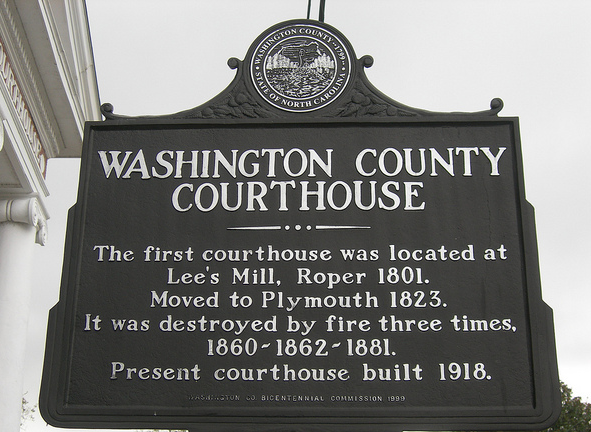 WASHINGTON COUNTY · 1799
STATE OF NORTH CAROLINA
WASHINGTON COUNTY
COURTHOUSE
The first courthouse was located at
Lee's Mill, Roper 1801.
Moved to Plymouth 1823.
It was destroyed by fire three times,
1860~1862~1881.
Present courthouse built 1918.
WASHINGTON CO. BICENTENNIAL COMMISSION 1999